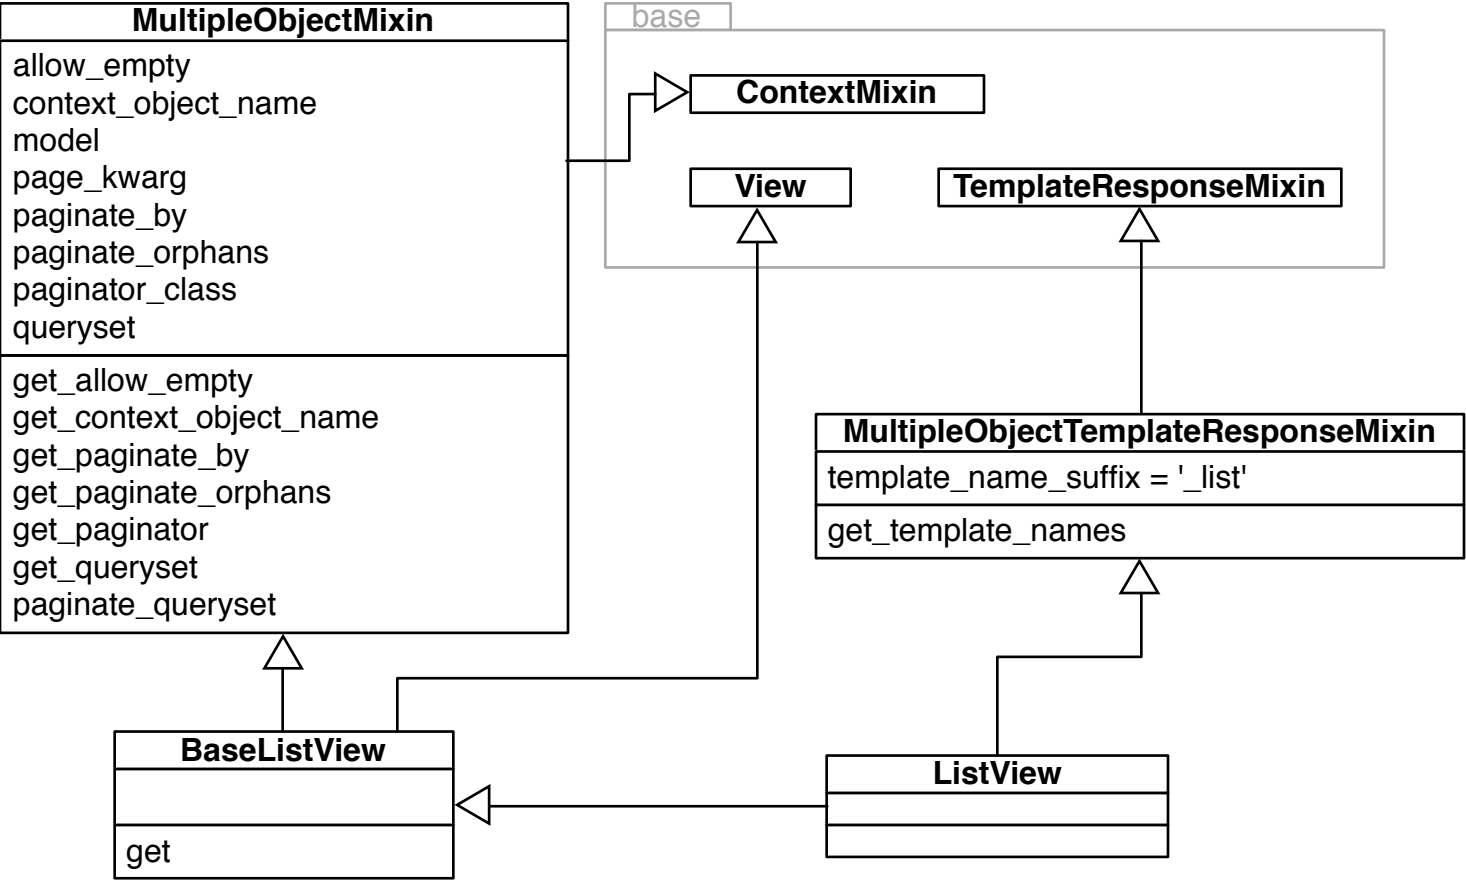 MultipleObjectMixin
allow_empty
context_object_name
model
page_kwarg
paginate_by
paginate_orphans
paginator_class
queryset
get_allow_empty
get_context_object_name
get_paginate_by
get_paginate_orphans
get_paginator
get_queryset
paginate_queryset
base
ContextMixin
View
TemplateResponseMixin
MultipleObjectTemplateResponseMixin
template_name_suffix = '_list'
get_template_names
BaseListView
get
ListView